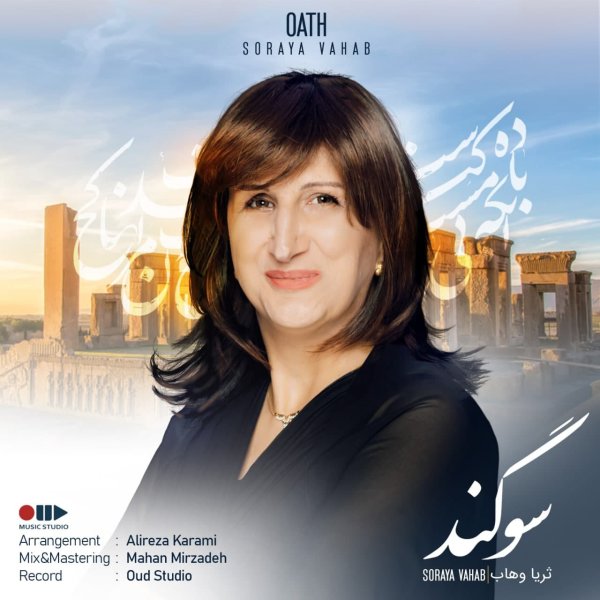 OATH
SORAYA VAHAB
سوگند
SORAYA VAHAB | ثریا وهاب
MUSIC STUDIO
Arrangement : Alireza Karami
Mix&Mastering : Mahan Mirzadeh
Record : Oud Studio